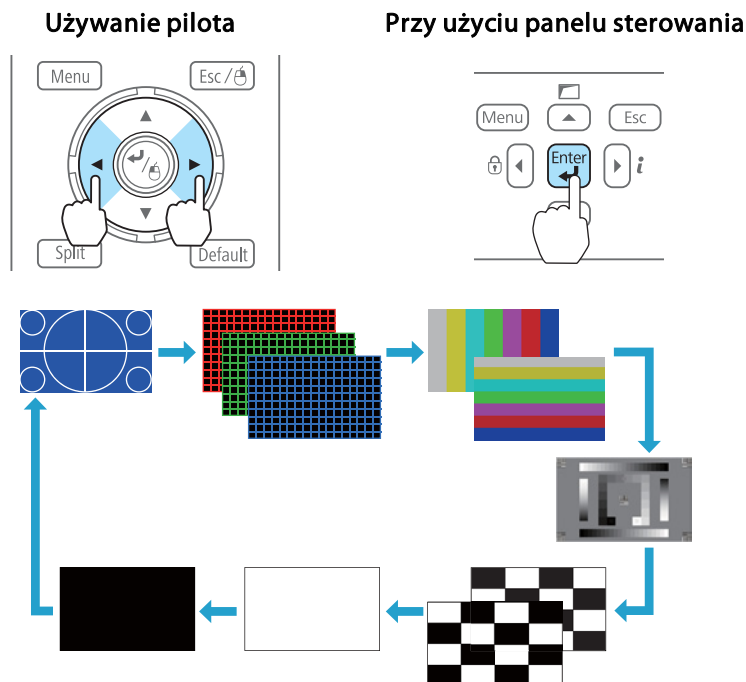 Używanie pilota
Przy użyciu panelu sterowania
Menu
Esc /
Split
Default
Menu
Esc
Enter
i